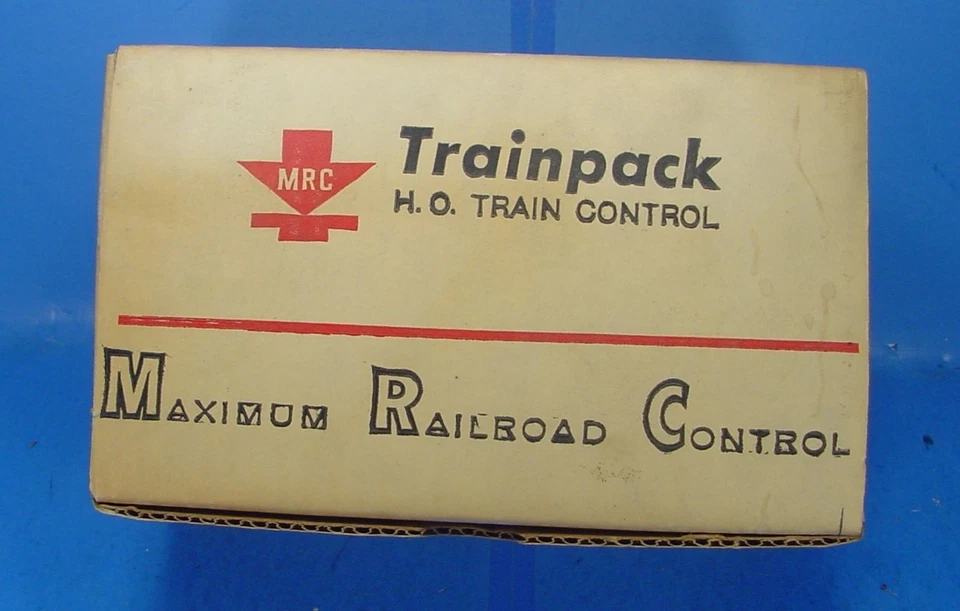 MRC
Trainpack
H.O. TRAIN CONTROL
MAXIMUM RAILROAD CONTROL